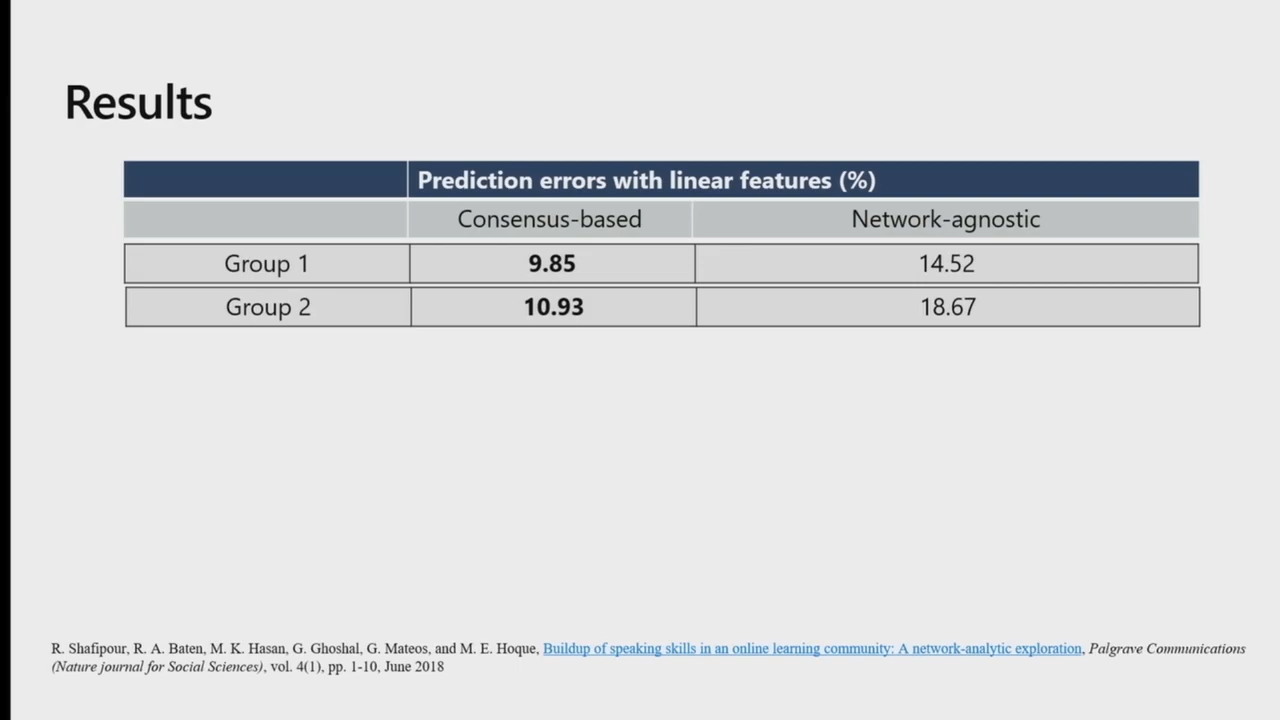 Results
Prediction errors with linear features (%)
Consensus-based Network-agnostic
Group 1 9.85 14.52
Group 2 10.93 18.67
R. Shafipour, R. A. Baten, M. K. Hasan, G. Ghoshal, G. Mateos, and M. E. Hoque, Buildup of speaking skills in an online learning community: A network-analytic exploration, Palgrave Communications
(Nature journal for Social Sciences), vol. 4(1), pp. 1-10, June 2018